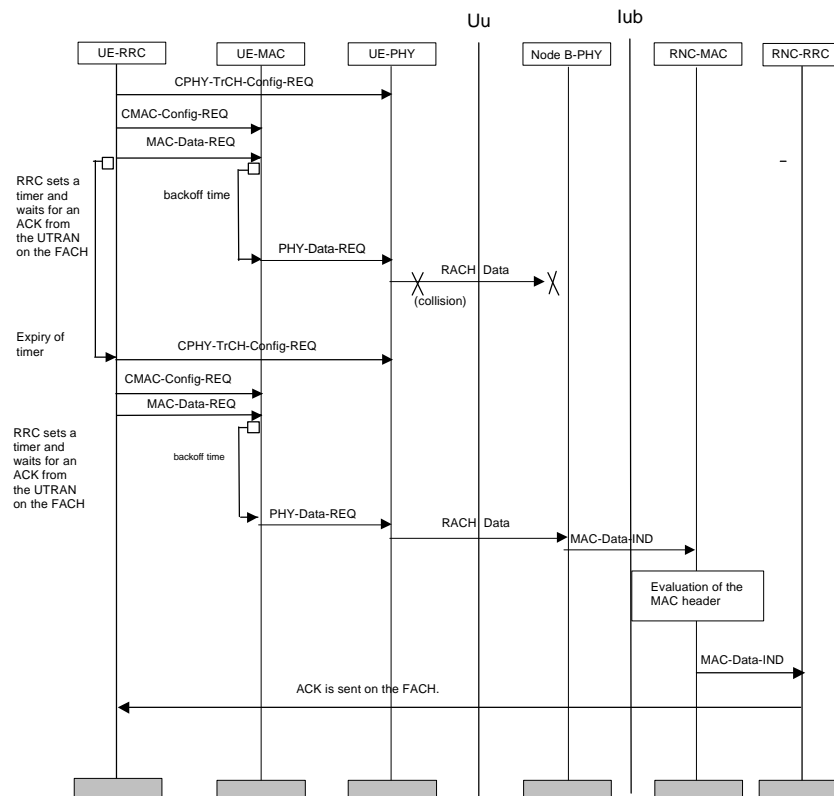 Uu
Iub
UE-RRC
UE-MAC
UE-PHY
Node B-PHY
RNC-MAC
RNC-RRC
CPHY-TrCH-Config-REQ
CMAC-Config-REQ
MAC-Data-REQ
RRC sets a
timer and
waits for an
ACK from
the UTRAN
on the FACH
backoff time
PHY-Data-REQ
RACH Data
(collision)
Expiry of
timer
CPHY-TrCH-Config-REQ
CMAC-Config-REQ
MAC-Data-REQ
RRC sets a
timer and
waits for an
ACK from
the UTRAN
on the FACH
backoff time
PHY-Data-REQ
RACH Data
MAC-Data-IND
Evaluation of the
MAC header
MAC-Data-IND
ACK is sent on the FACH.